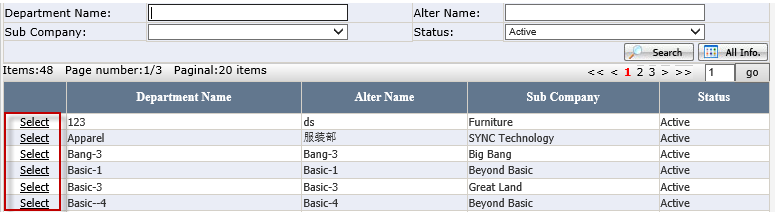 Department Name: Alter Name:
Sub Company: Status: Active
Search All Info.
Items:48 Page number:1/3 Paginal:20 items << < 1 2 3 > >> 1 go
Department Name Alter Name Sub Company Status
Select 123 ds Furniture Active
Select Apparel 服装部 SYNC Technology Active
Select Bang-3 Bang-3 Big Bang Active
Select Basic-1 Basic-1 Beyond Basic Active
Select Basic-3 Basic-3 Great Land Active
Select Basic--4 Basic-4 Beyond Basic Active